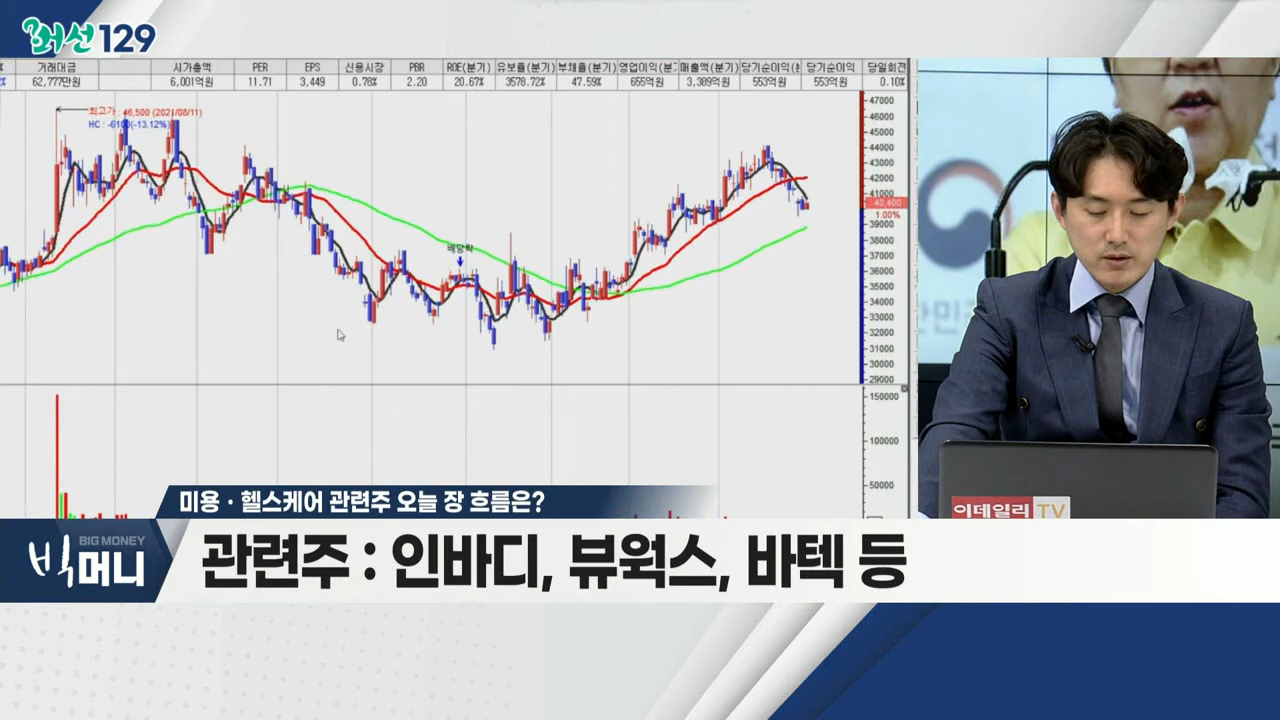 머선129
거래대금 시가총액 PER EPS 신용시장 PBR ROE(분기) 유보율(분기) 부채율(분기) 영업이익(분기 매출액(분기) 당기순이익(분 당기순이익 당일회전
62,777만원 6,001억원 11.71 3,449 0.78% 2.20 20.67% 3578.72% 47.59% 655억원 3,389억원 553억원 553억원 0.10%
최고가 : 46,500 (2021/08/11)
HC : -6100(-13.12%)
배당락
47000
46000
45000
44000
43000
42000
41000
40,400
1.00%
39000
38000
37000
36000
35000
34000
33000
32000
31000
30000
29000
150000
100000
50000
이데일리TV
미용 · 헬스케어 관련주 오늘 장 흐름은?
BIG MONEY
빅머니
관련주 : 인바디, 뷰웍스, 바텍 등